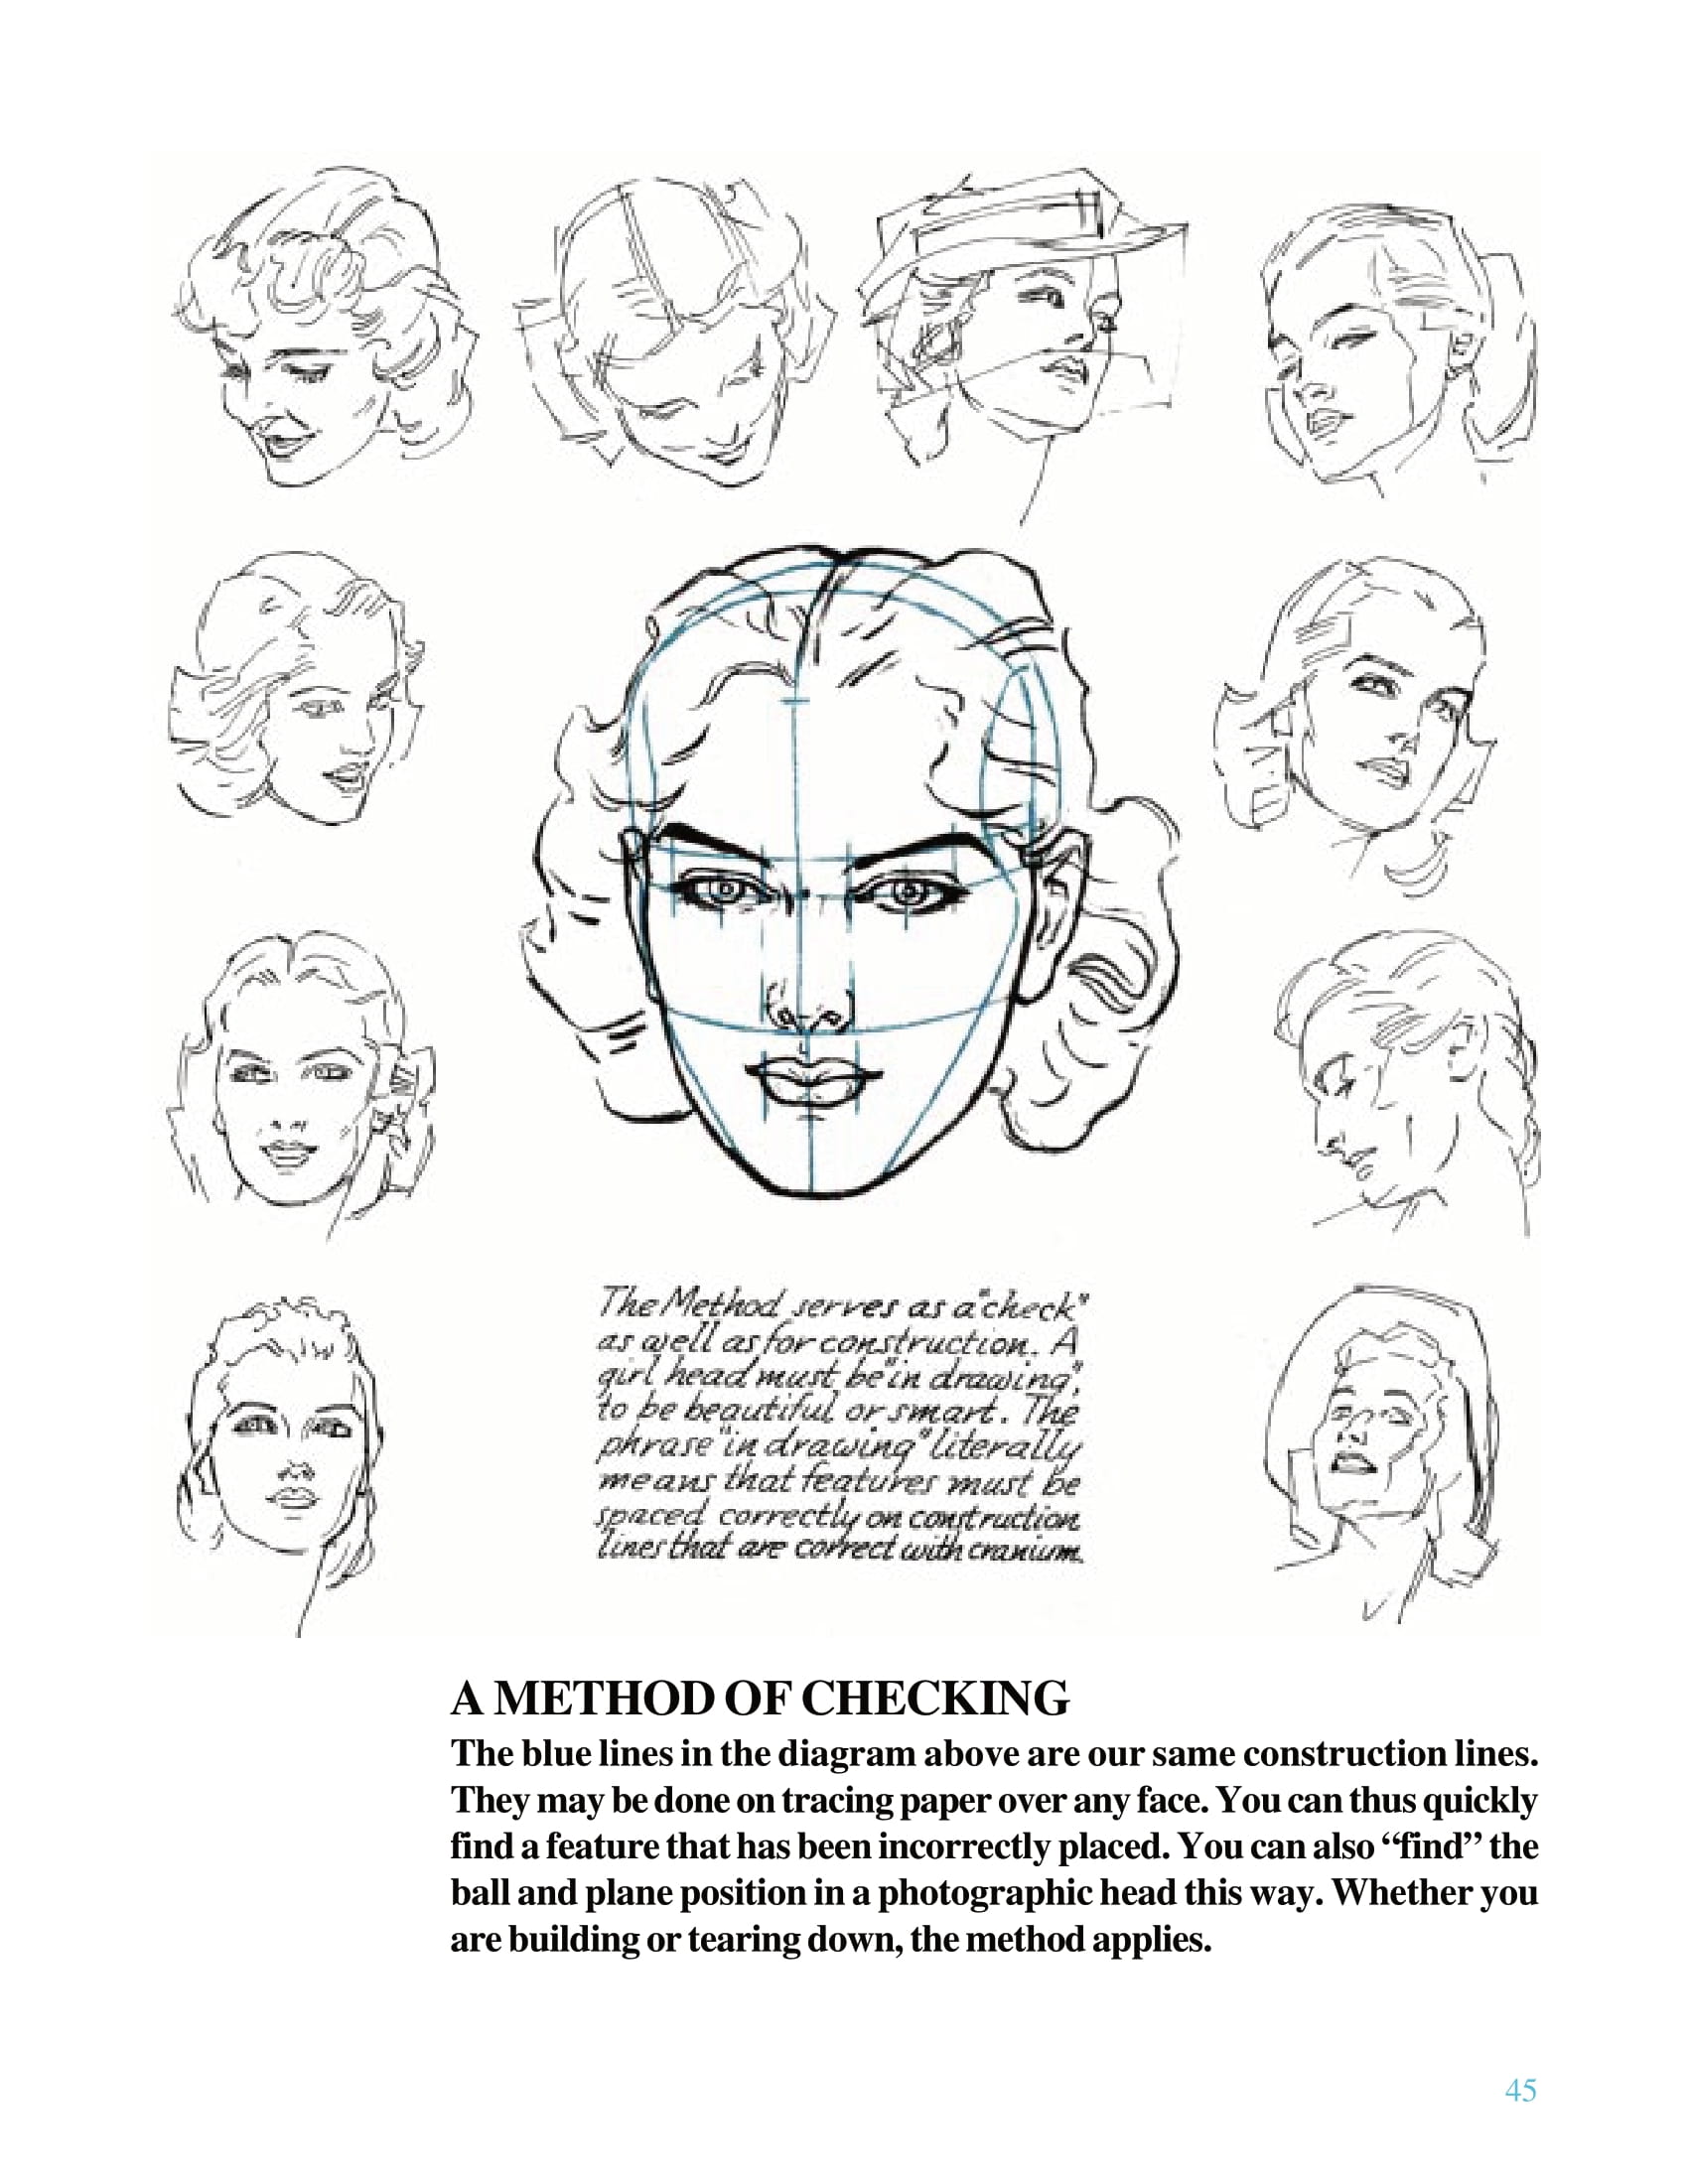 The Method serves as a "check"
as well as for construction. A
girl head must be "in drawing,"
to be beautiful or smart. The
phrase "in drawing" literally
means that features must be
spaced correctly on construction
lines that are correct with cranium.
A METHOD OF CHECKING
The blue lines in the diagram above are our same construction lines.
They may be done on tracing paper over any face. You can thus quickly
find a feature that has been incorrectly placed. You can also “find” the
ball and plane position in a photographic head this way. Whether you
are building or tearing down, the method applies.
45